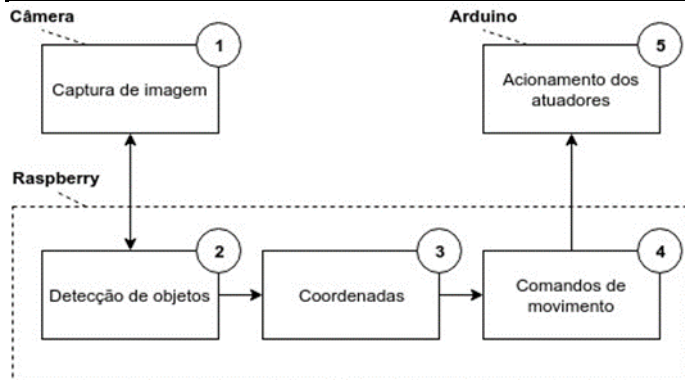 Câmera
Arduino
1
5
Captura de imagem
Acionamento dos
atuadores
Raspberry
2
3
4
Detecção de objetos
Coordenadas
Comandos de
movimento